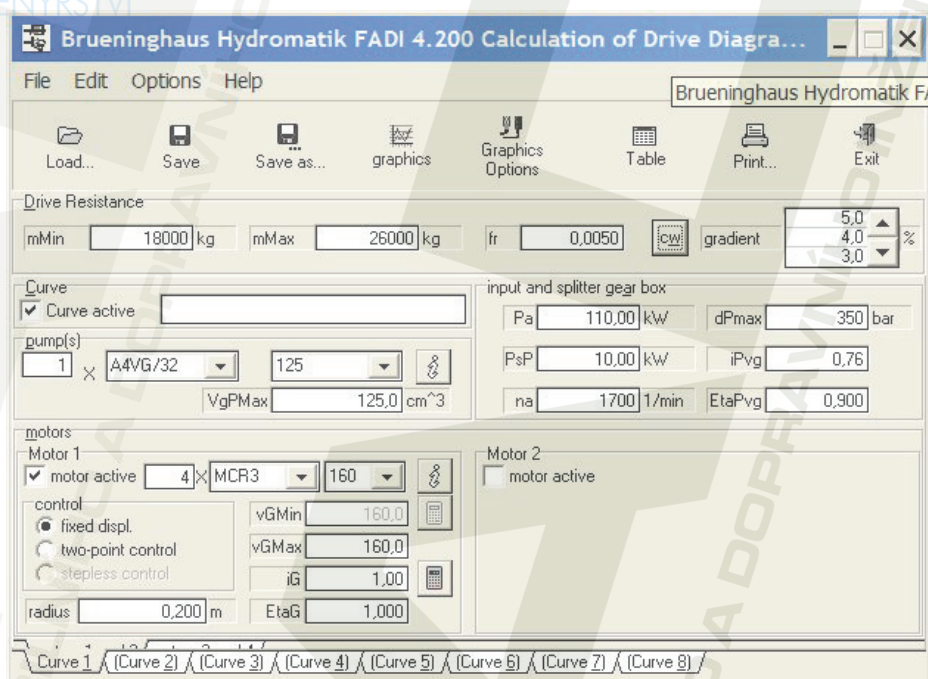 Brueninghaus Hydromatik FADI 4.200 Calculation of Drive Diagra...
File Edit Options Help
Brueninghaus Hydromatik FA
Load... Save Save as... graphics Graphics Options Table Print... Exit
Drive Resistance
mMin 18000 kg mMax 26000 kg fr 0,0050 cw gradient 5,0 4,0 3,0 %
Curve
Curve active
input and splitter gear box
Pa 110,00 kW dPmax 350 bar
pump(s)
1 X A4VG/32 125
PsP 10,00 kW iPvg 0,76
VgPMax 125,0 cm^3
na 1700 1/min EtaPvg 0,900
motors
Motor 1
motor active 4 X MCR3 160
Motor 2
motor active
control
fixed displ.
two-point control
stepless control
vGMin 160,0
vGMax 160,0
iG 1,00
radius 0,200 m EtaG 1,000
Curve 1 (Curve 2) (Curve 3) (Curve 4) (Curve 5) (Curve 6) (Curve 7) (Curve 8)